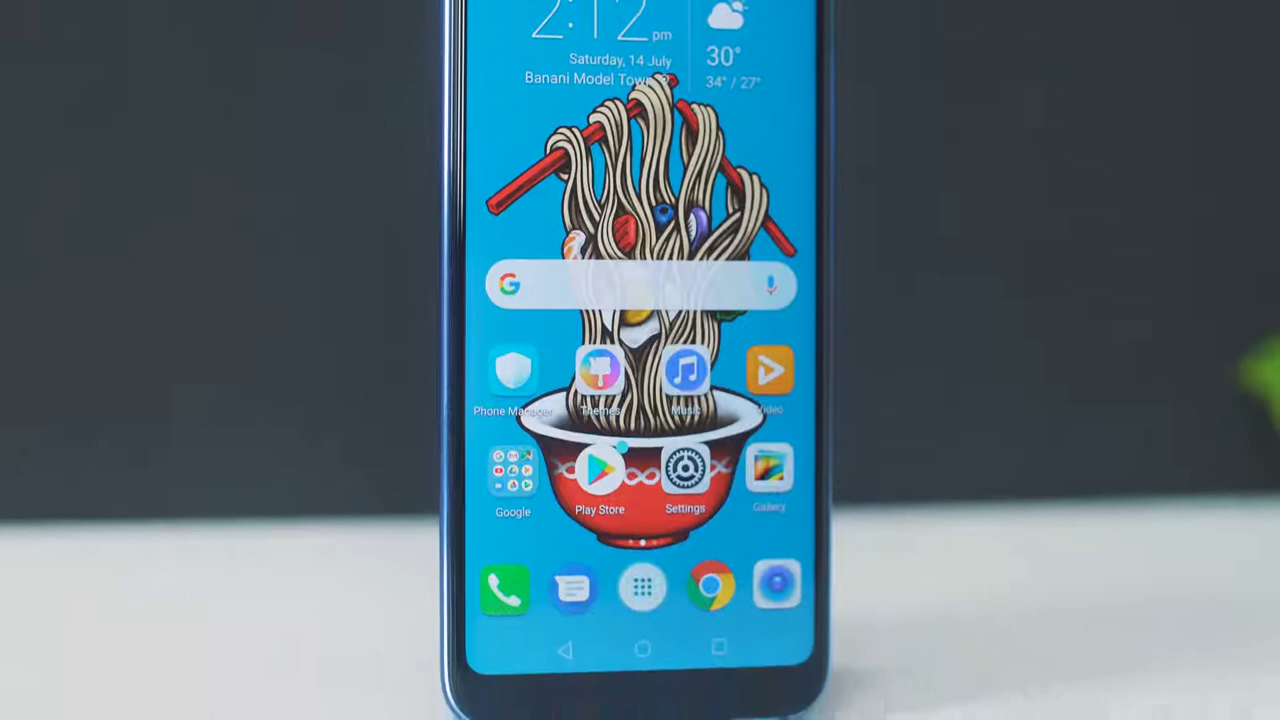 2:12 pm
Saturday, 14 July
30°
Banani Model Tow
34° / 27°
G
Phone Manager
Themes
Music
Video
Google
Play Store
Settings
Gallery